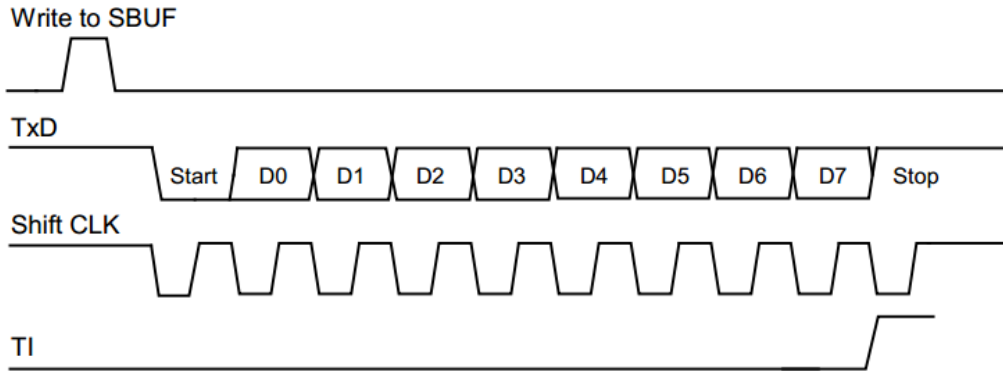 Write to SBUF
TxD
Start D0 D1 D2 D3 D4 D5 D6 D7 Stop
Shift CLK
TI